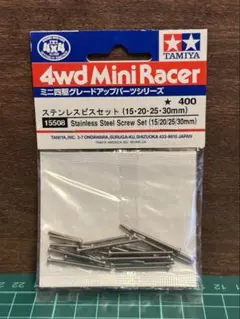 4x4
TAMIYA
4wd Mini Racer
ミニ四駆グレードアップパーツシリーズ
★ 400
ステンレスビスセット (15・20・25・30mm)
15508 Stainless Steel Screw Set (15/20/25/30mm)
TAMIYA, INC. 3-7 ONDAWARA, SURUGA-KU, SHIZUOKA 422-8610 JAPAN